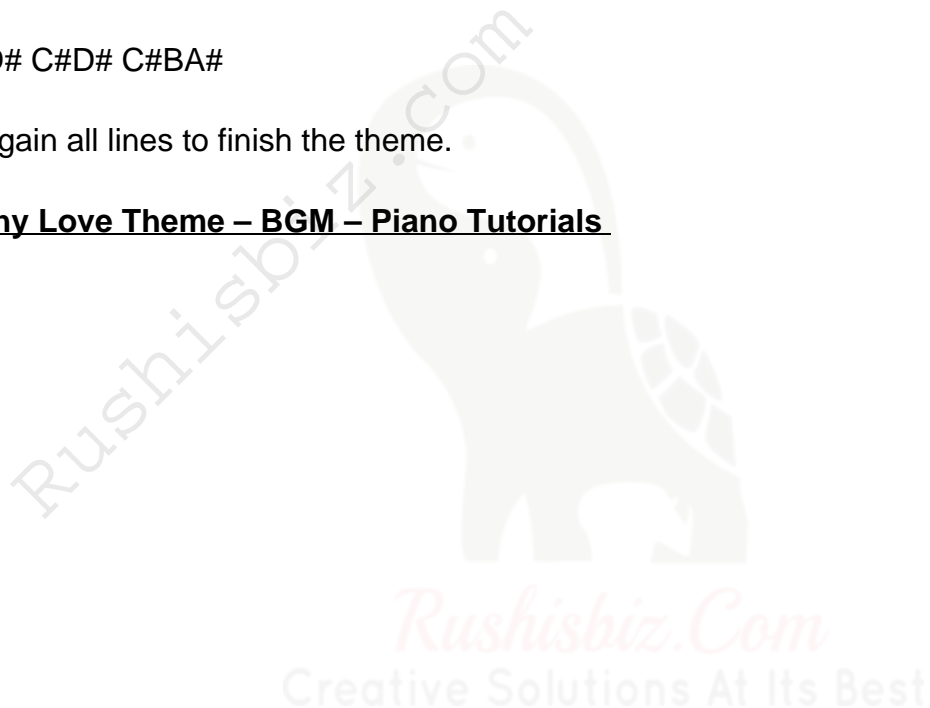 # C#D# C#BA#
gain all lines to finish the theme.
ny Love Theme – BGM – Piano Tutorials
Rushisbiz.com
Rushisbiz.Com
Creative Solutions At Its Best